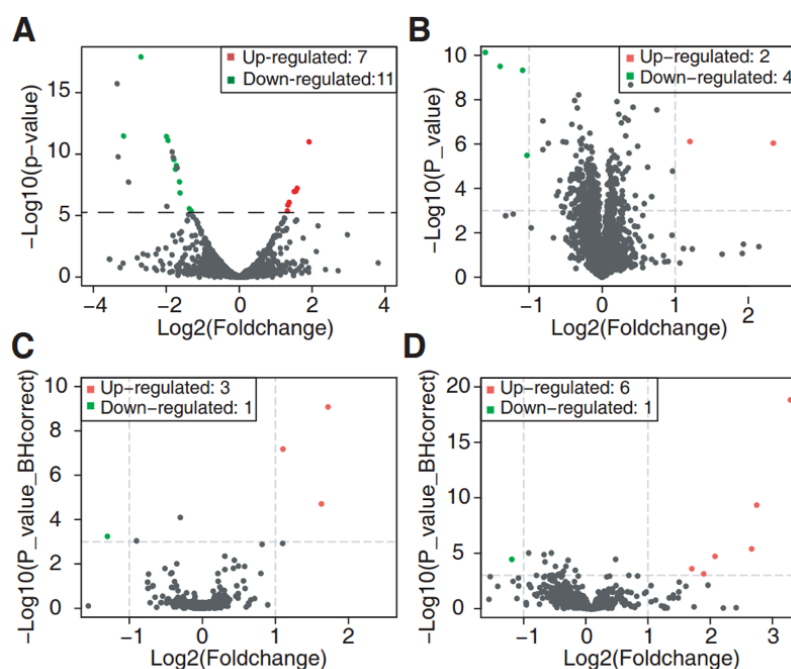 A
Up-regulated: 7
Down-regulated:11
−Log10(p−value)
15
10
5
0
−4
−2
0
2
4
Log2(Foldchange)
B
Up−regulated: 2
Down−regulated: 4
−Log10(P_value)
10
8
6
4
2
0
−1
0
1
2
Log2(Foldchange)
C
Up−regulated: 3
Down−regulated: 1
−Log10(P_value_BHcorrect)
10
8
6
4
2
0
−1
0
1
2
Log2(Foldchange)
D
Up−regulated: 6
Down−regulated: 1
−Log10(P_value_BHcorrect)
20
15
10
5
0
−1
0
1
2
3
Log2(Foldchange)